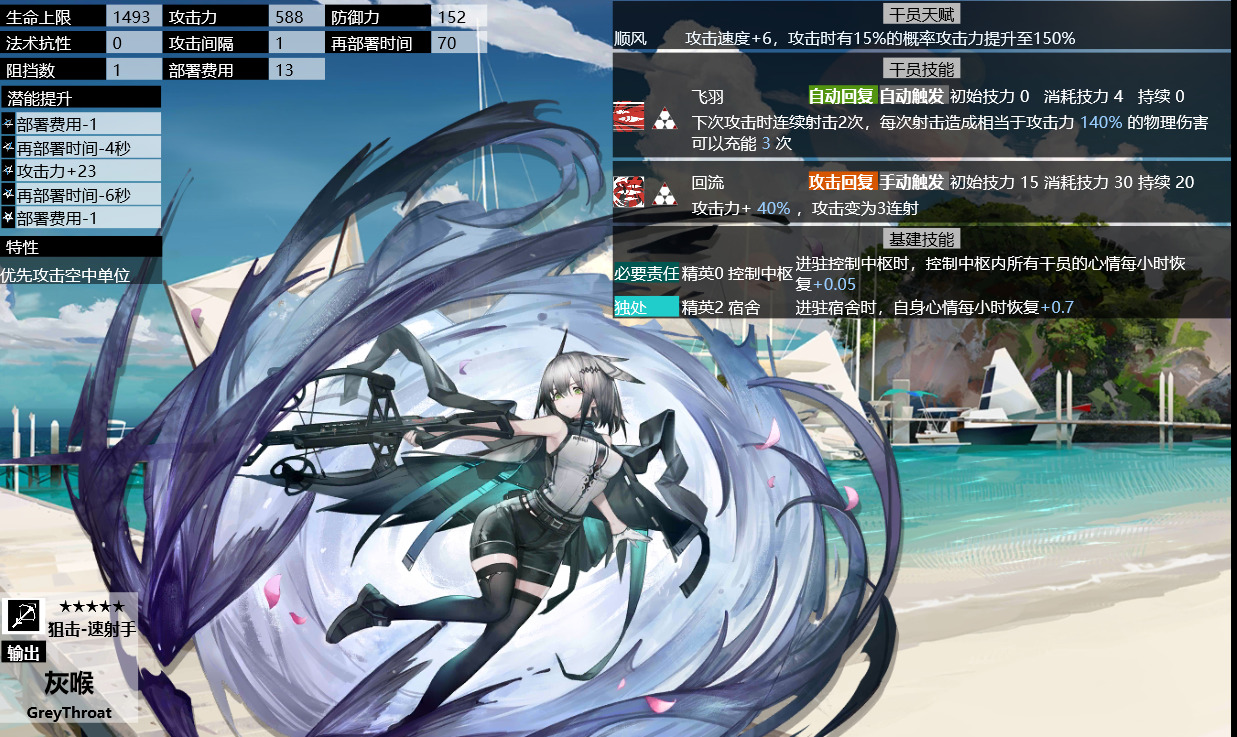 生命上限 1493 攻击力 588 防御力 152
法术抗性 0 攻击间隔 1 再部署时间 70
阻挡数 1 部署费用 13
潜能提升
部署费用-1
再部署时间-4秒
攻击力+23
再部署时间-6秒
部署费用-1
特性
优先攻击空中单位
干员天赋
顺风 攻击速度+6，攻击时有15%的概率攻击力提升至150%
干员技能
飞羽 自动回复 自动触发 初始技力 0 消耗技力 4 持续 0
下次攻击时连续射击2次，每次射击造成相当于攻击力 140% 的物理伤害
可以充能 3 次
回流 攻击回复 手动触发 初始技力 15 消耗技力 30 持续 20
攻击力+ 40% ，攻击变为3连射
基建技能
必要责任 精英0 控制中枢 进驻控制中枢时，控制中枢内所有干员的心情每小时恢
复+0.05
独处 精英2 宿舍 进驻宿舍时，自身心情每小时恢复+0.7
★★★★★
狙击-速射手
输出
灰喉
GreyThroat